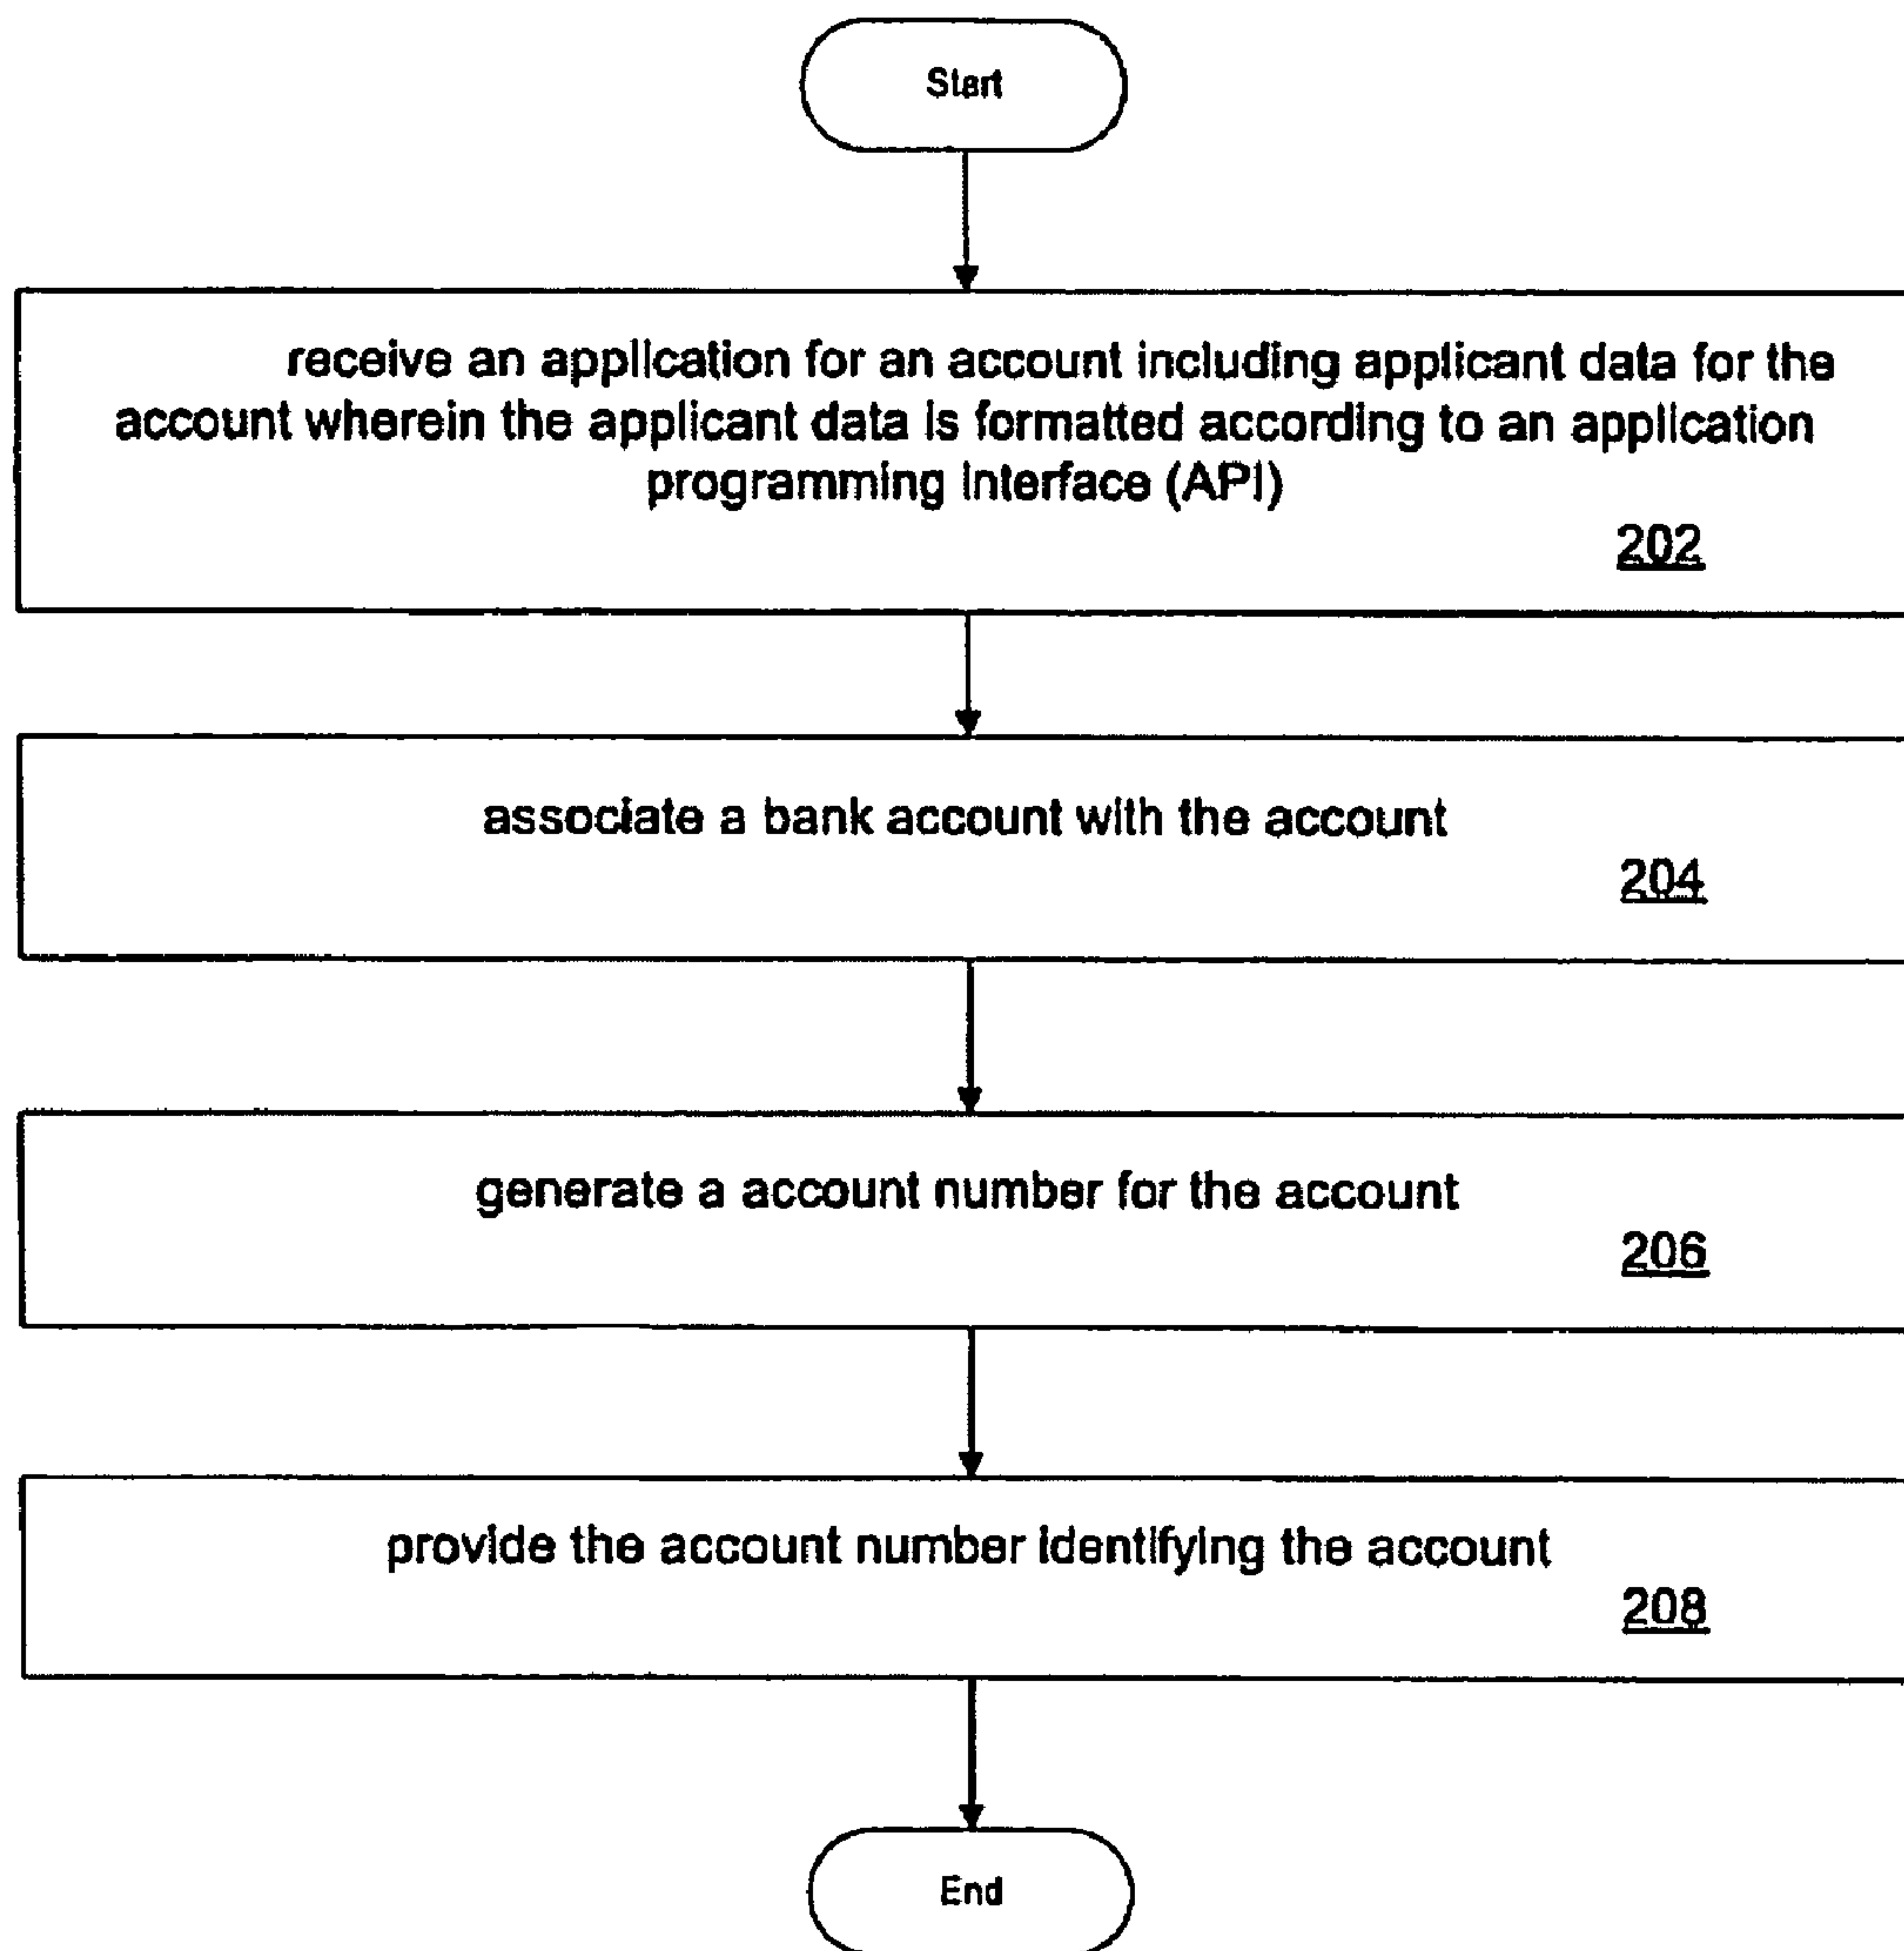 Start
receive an application for an account including applicant data for the
account wherein the applicant data is formatted according to an application
programming interface (API)
202
associate a bank account with the account
204
generate a account number for the account
206
provide the account number identifying the account
208
End